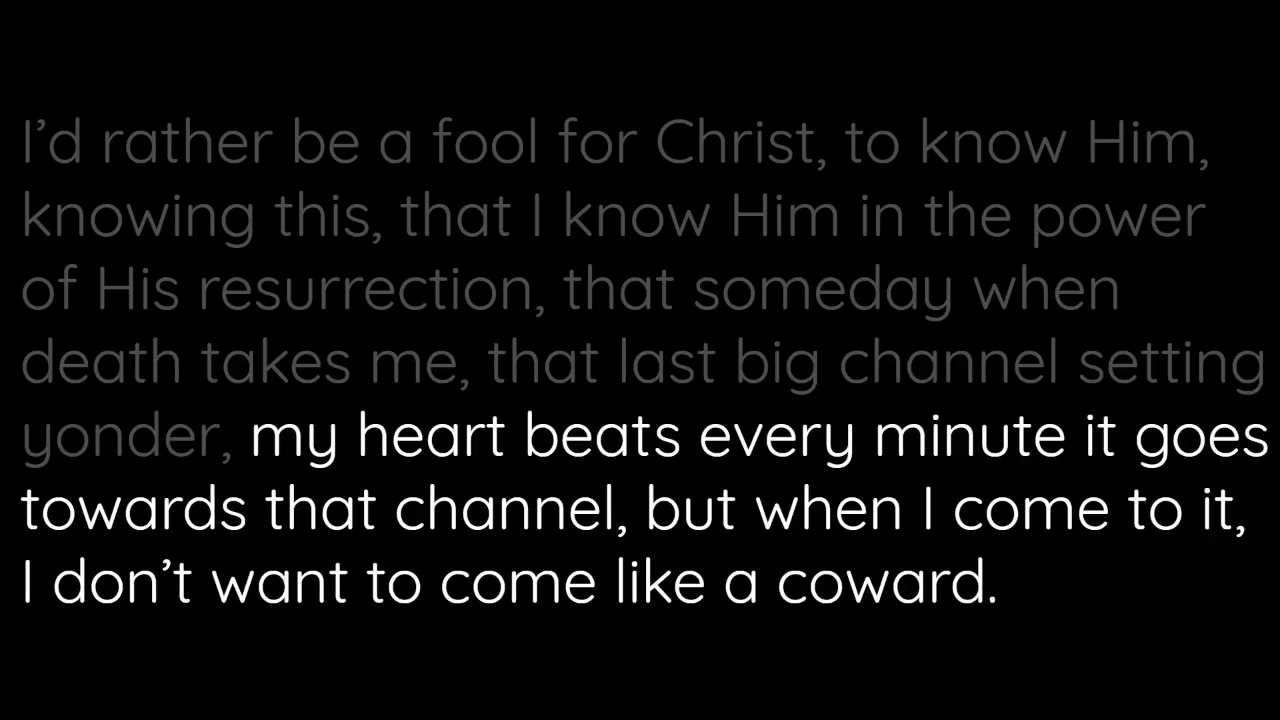 I’d rather be a fool for Christ, to know Him,
knowing this, that I know Him in the power
of His resurrection, that someday when
death takes me, that last big channel setting
yonder, my heart beats every minute it goes
towards that channel, but when I come to it,
I don’t want to come like a coward.